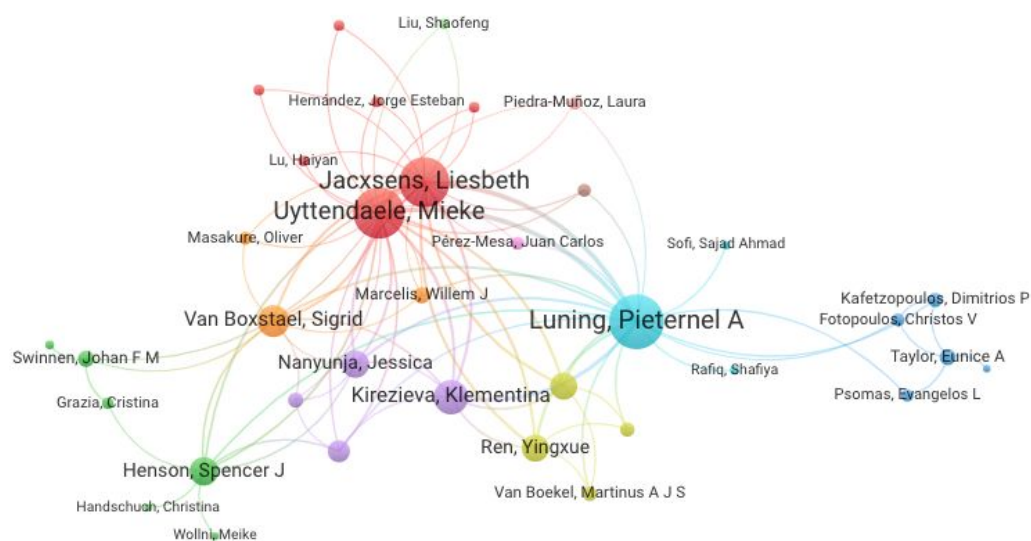 Liu, Shaofeng
Hernández, Jorge Esteban
Piedra-Muñoz, Laura
Lu, Haiyan
Jacxsens, Liesbeth
Uyttendaele, Mieke
Masakure, Oliver
Pérez-Mesa, Juan Carlos
Sofi, Sajad Ahmad
Marcelis, Willem J
Kafetzopoulos, Dimitrios P
Van Boxstael, Sigrid
Luning, Pieternel A
Fotopoulos, Christos V
Swinnen, Johan F M
Nanyunja, Jessica
Taylor, Eunice A
Rafiq, Shafiya
Grazia, Cristina
Kirezieva, Klementina
Psomas, Evangelos L
Ren, Yingxue
Henson, Spencer J
Van Boekel, Martinus A J S
Handschuch, Christina
Wollni, Meike